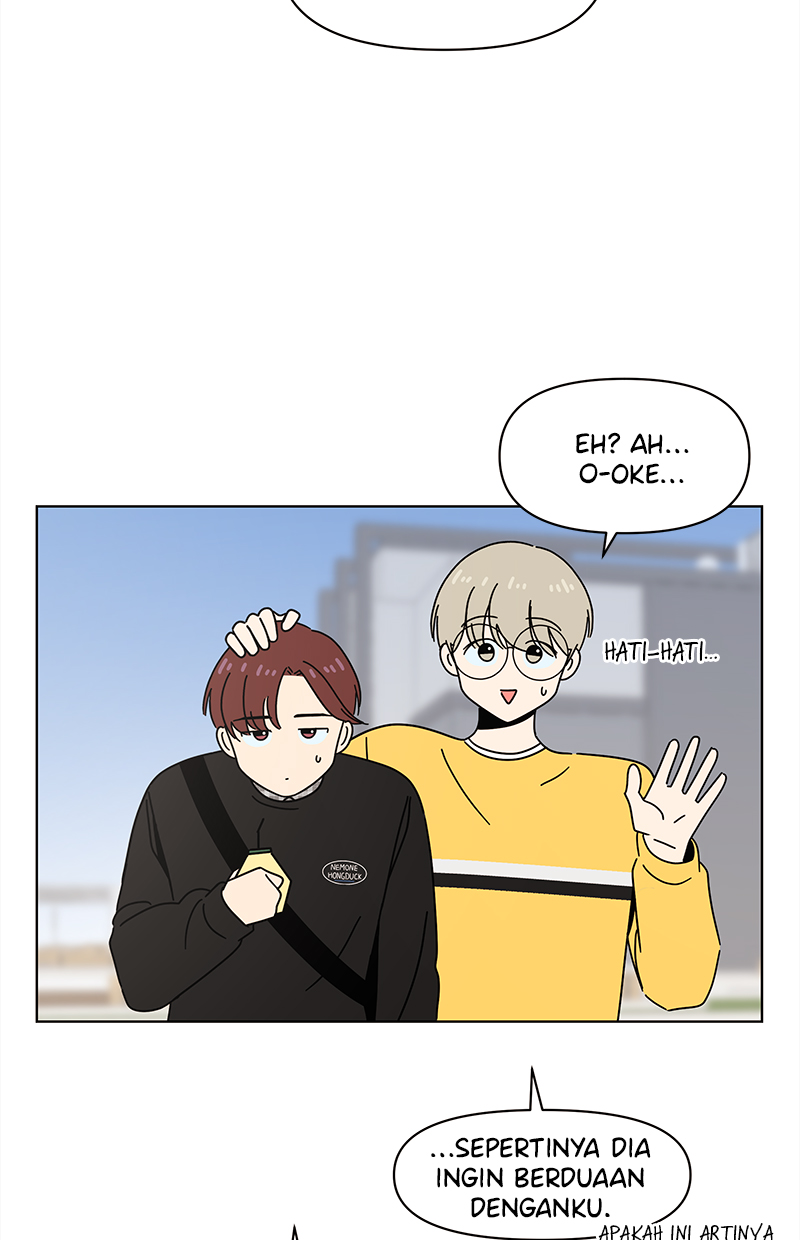 EH? AH...
O-OKE...
HATI-HATI...
NEMONE
HONGDUCK
...SEPERTINYA DIA
INGIN BERDUAAN
DENGANKU.
APAKAH INI ARTINYA